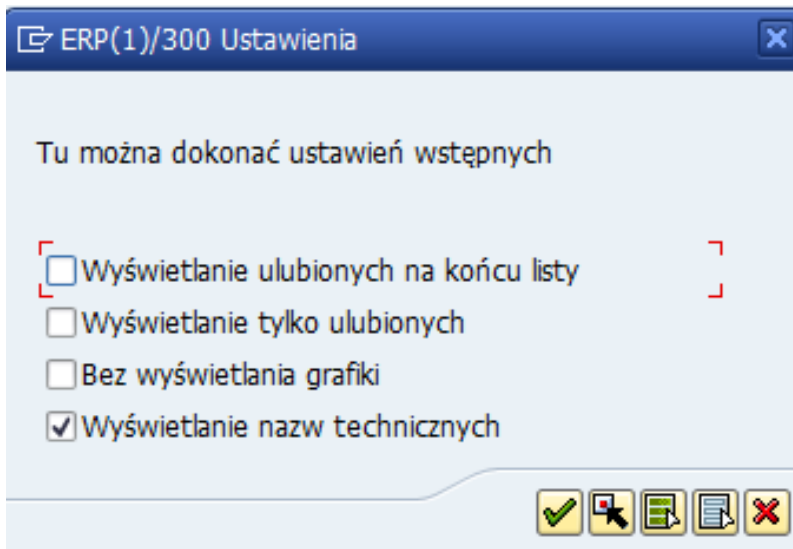 ERP(1)/300 Ustawienia
Tu można dokonać ustawień wstępnych
Wyświetlanie ulubionych na końcu listy
Wyświetlanie tylko ulubionych
Bez wyświetlania grafiki
Wyświetlanie nazw technicznych